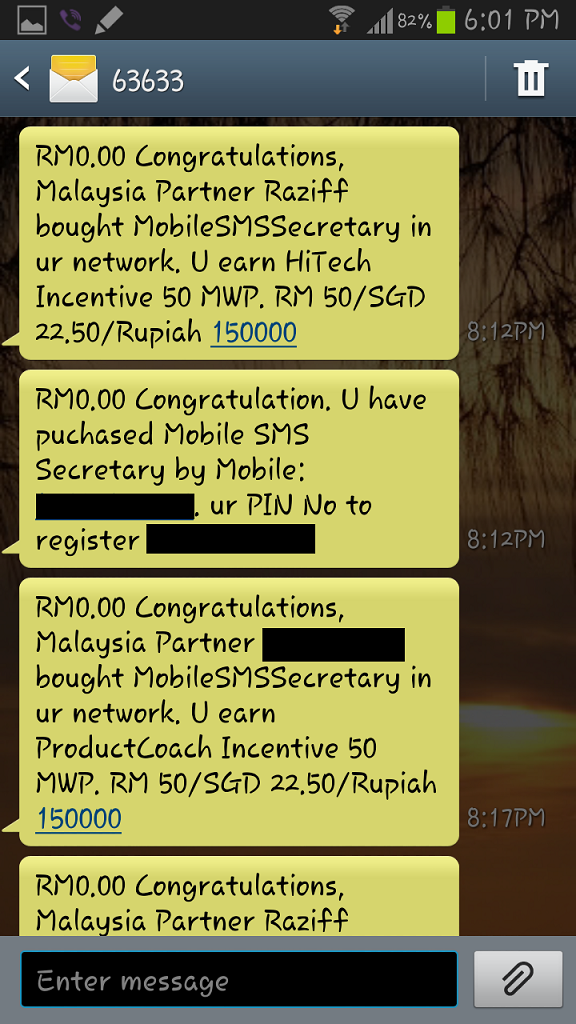 82% 6:01 PM
63633
RM0.00 Congratulations,
Malaysia Partner Raziff
bought MobileSMSSecretary in
ur network. U earn HiTech
Incentive 50 MWP. RM 50/SGD
22.50/Rupiah 150000
8:12PM
RM0.00 Congratulation. U have
puchased Mobile SMS
Secretary by Mobile:
. ur PIN No to
register
8:12PM
RM0.00 Congratulations,
Malaysia Partner
bought MobileSMSSecretary in
ur network. U earn
ProductCoach Incentive 50
MWP. RM 50/SGD 22.50/Rupiah
150000
8:17PM
RM0.00 Congratulations,
Malaysia Partner Raziff
Enter message